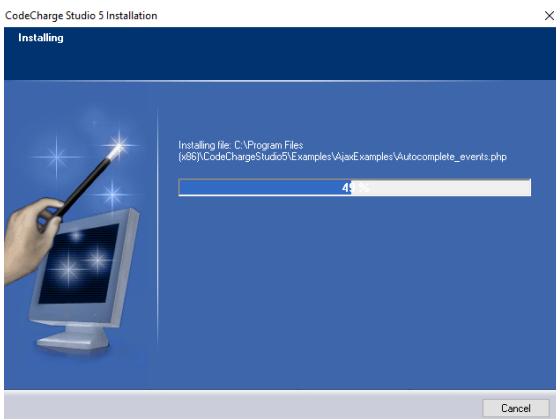 CodeCharge Studio 5 Installation
Installing
Installing file: C:\Program Files
(x86)\CodeChargeStudio5\Examples\AjaxExamples\Autocomplete_events.php
49 %
Cancel